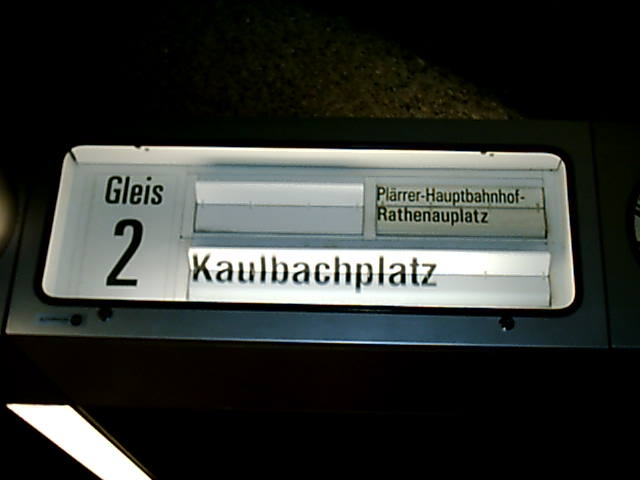 Gleis
2
Plärrer-Hauptbahnhof-
Rathenauplatz
Kaulbachplatz